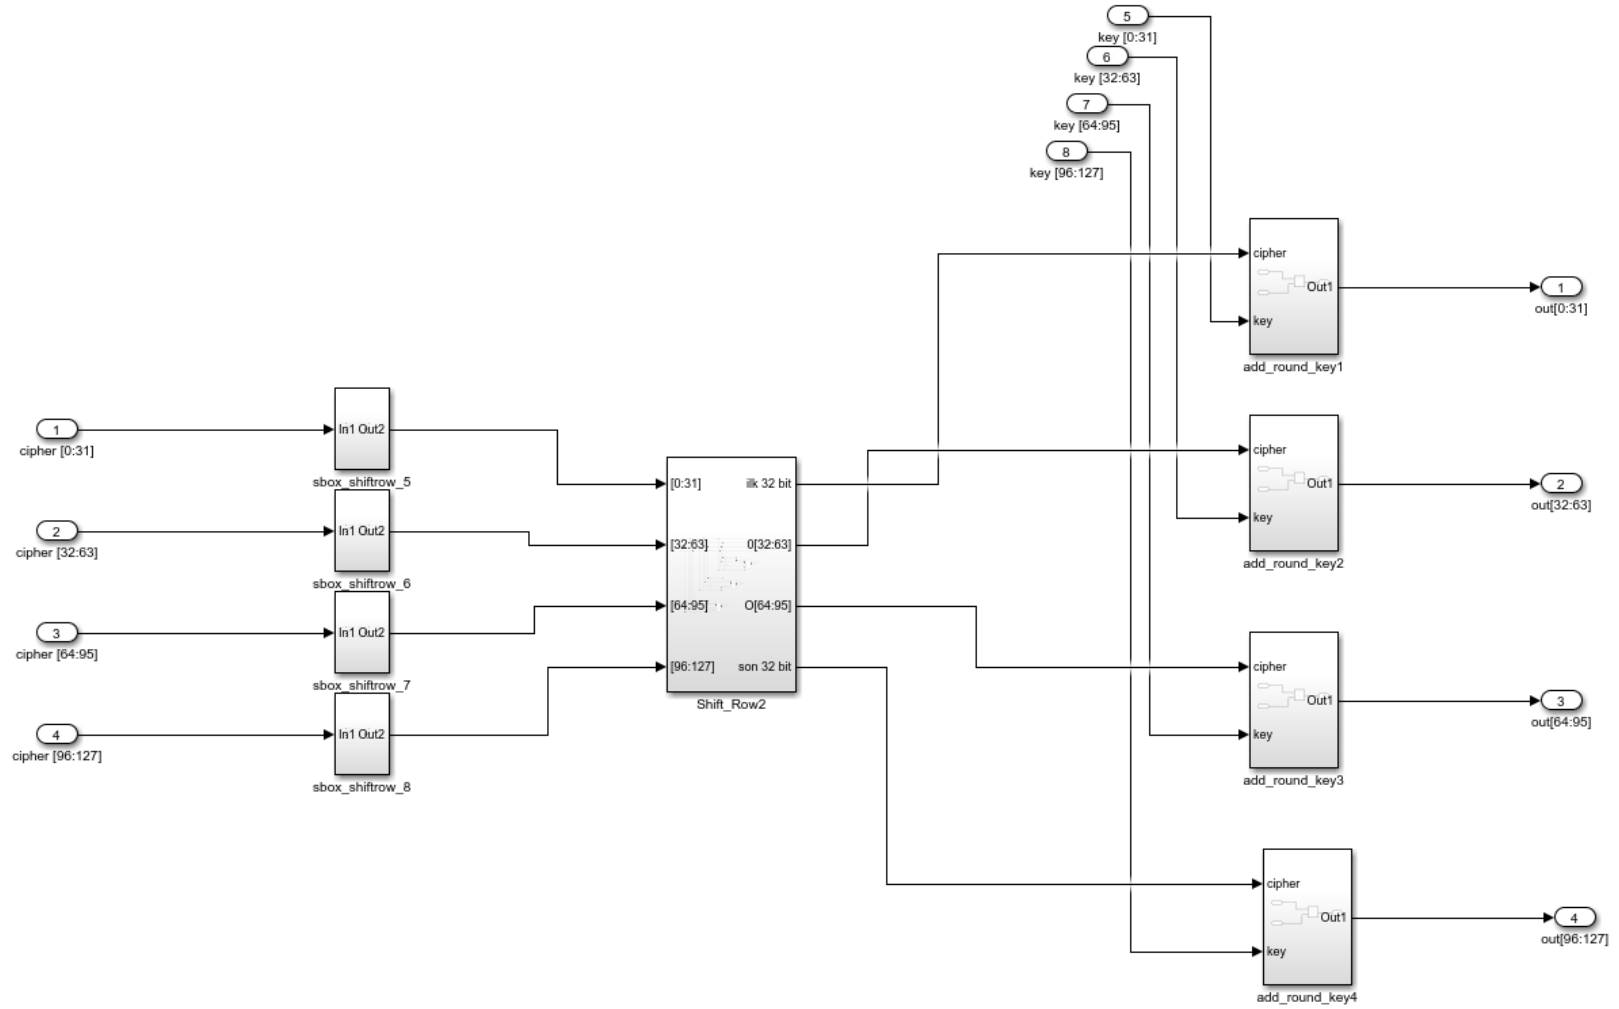 5
key [0:31]
6
key [32:63]
7
key [64:95]
8
key [96:127]
cipher
Out1
key
add_round_key1
1
out[0:31]
1
cipher [0:31]
In1 Out2
sbox_shiftrow_5
2
cipher [32:63]
In1 Out2
sbox_shiftrow_6
3
cipher [64:95]
In1 Out2
sbox_shiftrow_7
4
cipher [96:127]
In1 Out2
sbox_shiftrow_8
[0:31] ilk 32 bit
[32:63] 0[32:63]
[64:95] O[64:95]
[96:127] son 32 bit
Shift_Row2
cipher
Out1
key
add_round_key2
2
out[32:63]
cipher
Out1
key
add_round_key3
3
out[64:95]
cipher
Out1
key
add_round_key4
4
out[96:127]